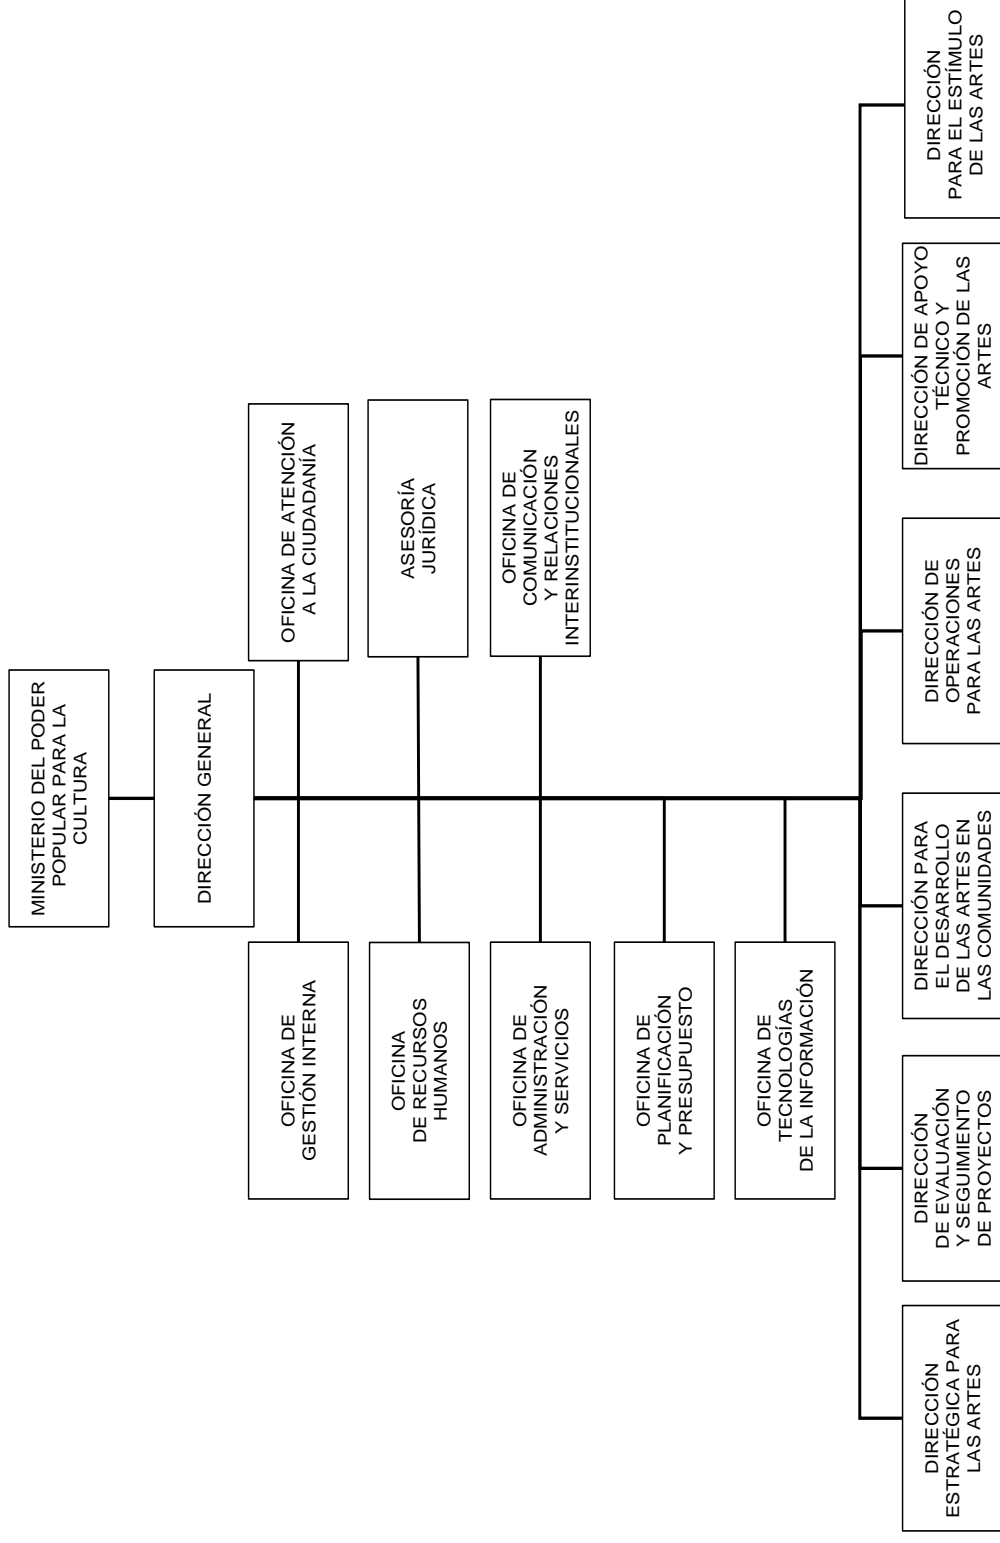 MINISTERIO DEL PODER
POPULAR PARA LA
CULTURA
DIRECCIÓN GENERAL
OFICINA DE
GESTIÓN INTERNA
OFICINA DE ATENCIÓN
A LA CIUDADANÍA
OFICINA
DE RECURSOS
HUMANOS
ASESORÍA
JURÍDICA
OFICINA DE
ADMINISTRACIÓN
Y SERVICIOS
OFICINA DE
COMUNICACIÓN
Y RELACIONES
INTERINSTITUCIONALES
OFICINA DE
PLANIFICACIÓN
Y PRESUPUESTO
OFICINA DE
TECNOLOGÍAS
DE LA INFORMACIÓN
DIRECCIÓN
ESTRATÉGICA PARA
LAS ARTES
DIRECCIÓN
DE EVALUACIÓN
Y SEGUIMIENTO
DE PROYECTOS
DIRECCIÓN PARA
EL DESARROLLO
DE LAS ARTES EN
LAS COMUNIDADES
DIRECCIÓN DE
OPERACIONES
PARA LAS ARTES
DIRECCIÓN DE APOYO
TÉCNICO Y
PROMOCIÓN DE LAS
ARTES
DIRECCIÓN
PARA EL ESTÍMULO
DE LAS ARTES